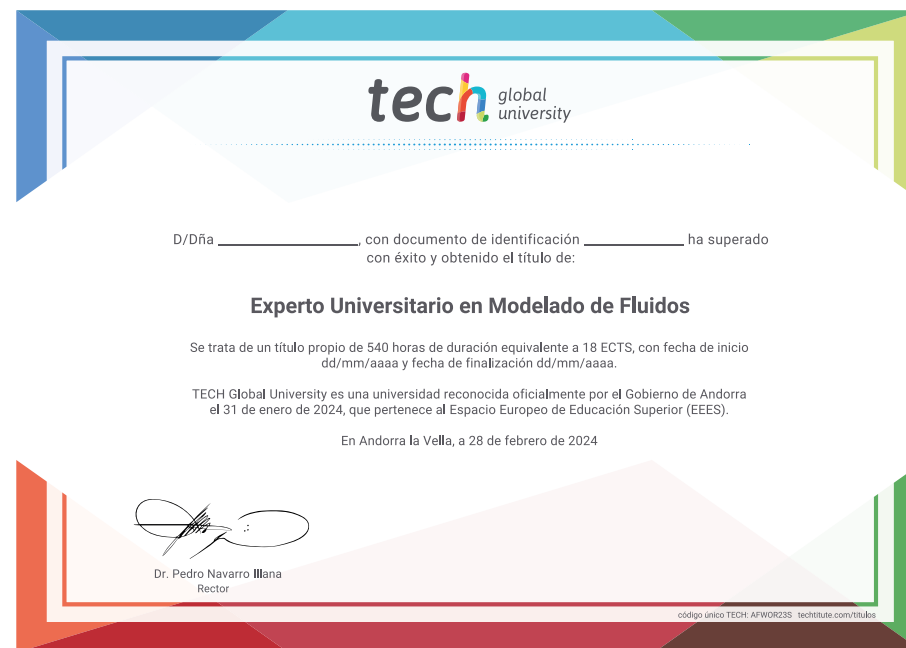 tech global university
D/Dña ____________________, con documento de identificación ______________ ha superado
con éxito y obtenido el título de:
Experto Universitario en Modelado de Fluidos
Se trata de un título propio de 540 horas de duración equivalente a 18 ECTS, con fecha de inicio
dd/mm/aaaa y fecha de finalización dd/mm/aaaa.
TECH Global University es una universidad reconocida oficialmente por el Gobierno de Andorra
el 31 de enero de 2024, que pertenece al Espacio Europeo de Educación Superior (EEES).
En Andorra la Vella, a 28 de febrero de 2024
Dr. Pedro Navarro Illana
Rector
código único TECH: AFWOR23S techtitute.com/titulos